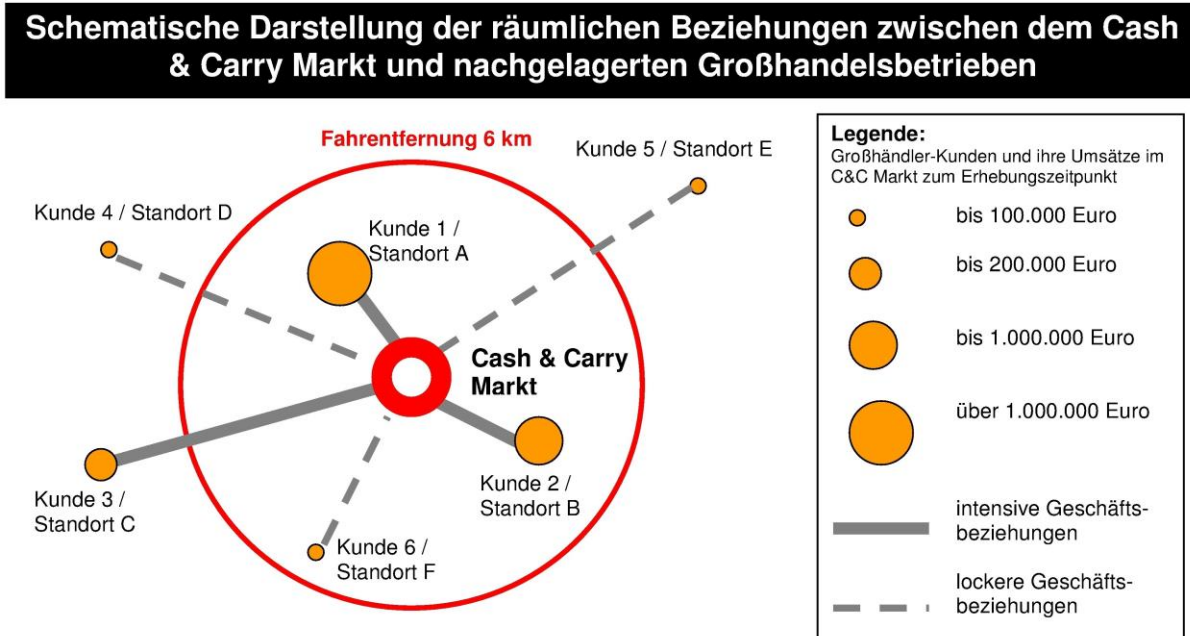 Schematische Darstellung der räumlichen Beziehungen zwischen dem Cash
& Carry Markt und nachgelagerten Großhandelsbetrieben
Fahrentfernung 6 km
Kunde 5 / Standort E
Kunde 4 / Standort D
Kunde 1 /
Standort A
Cash & Carry
Markt
Kunde 3 /
Standort C
Kunde 2 /
Standort B
Kunde 6 /
Standort F
Legende:
Großhändler-Kunden und ihre Umsätze im
C&C Markt zum Erhebungszeitpunkt
bis 100.000 Euro
bis 200.000 Euro
bis 1.000.000 Euro
über 1.000.000 Euro
intensive Geschäfts-
beziehungen
lockere Geschäfts-
beziehungen